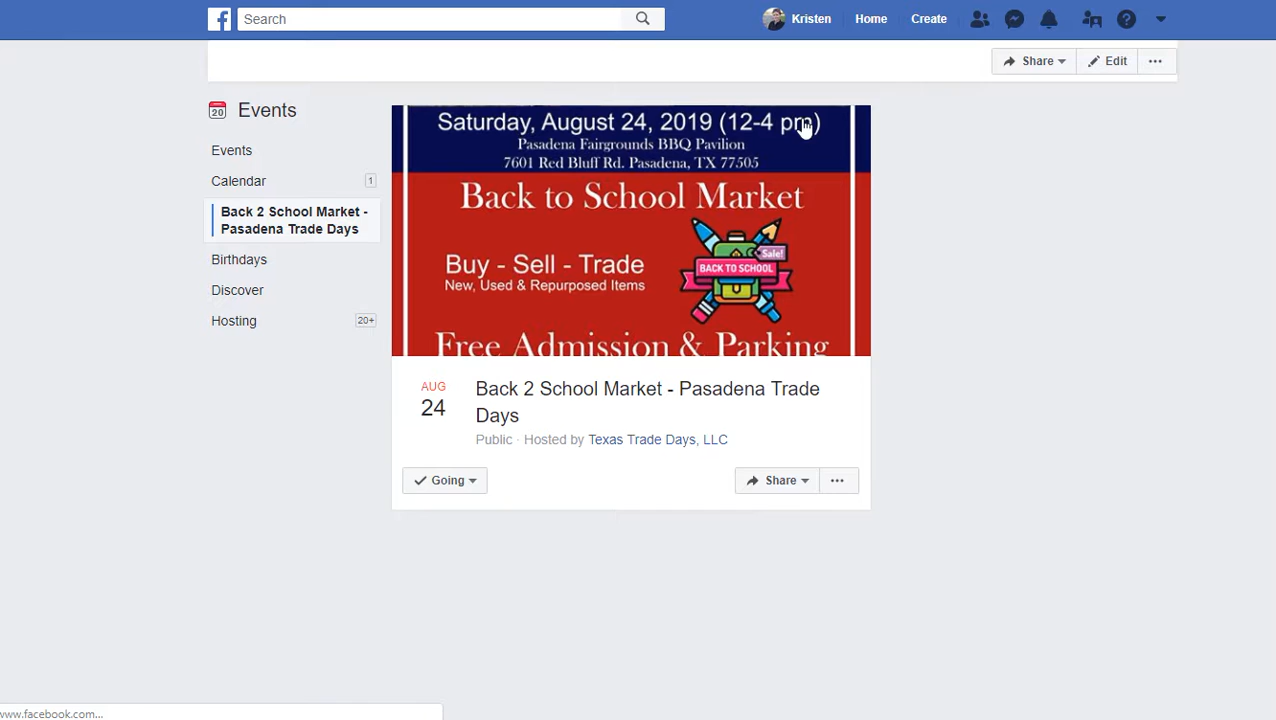 f
Search
Kristen
Home
Create
?
Share
Edit
20
Events
Events
Calendar
1
Back 2 School Market -
Pasadena Trade Days
Birthdays
Discover
Hosting
20+
Saturday, August 24, 2019 (12-4 pm)
Pasadena Fairgrounds BBQ Pavilion
7601 Red Bluff Rd. Pasadena, TX 77505
Back to School Market
Buy - Sell - Trade
New, Used & Repurposed Items
Sale!
BACK TO SCHOOL
Free Admission & Parking
AUG
24
Back 2 School Market - Pasadena Trade
Days
Public · Hosted by Texas Trade Days, LLC
Going
Share
www.facebook.com...